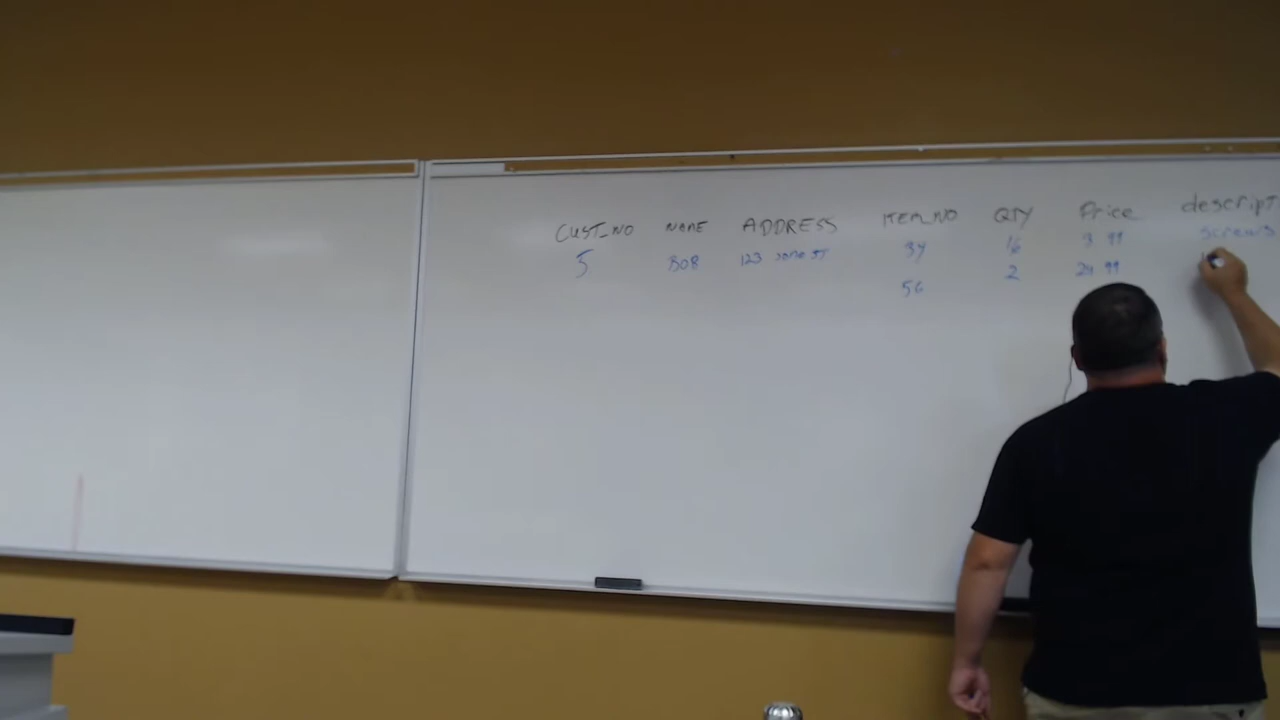 CUST_NO NAME ADDRESS ITEM_NO QTY Price descript
5 BOB 123 some ST 34 16 3 99 screws
56 2 24 99